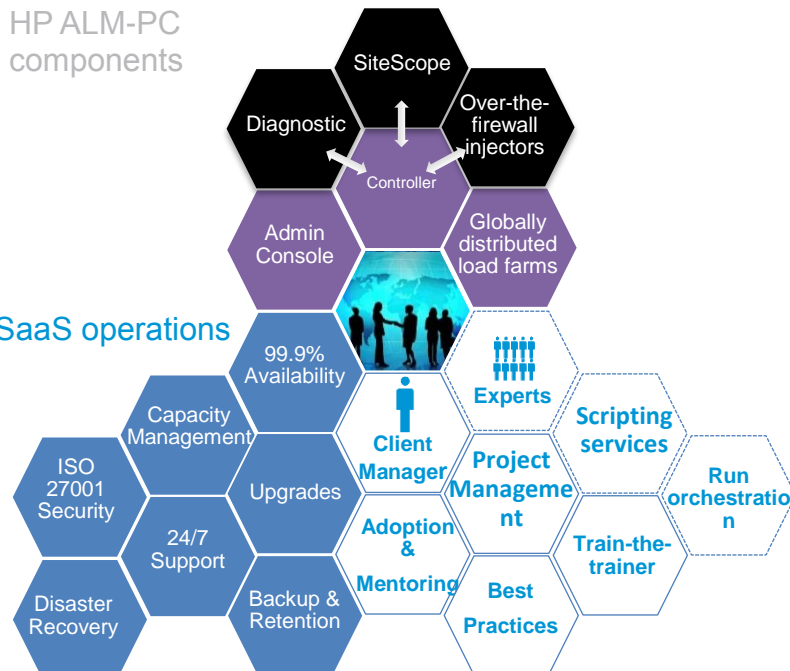 HP ALM-PC
components
SiteScope
Diagnostic
Over-the-
firewall
injectors
Controller
Admin
Console
Globally
distributed
load farms
SaaS operations
99.9%
Availability
Experts
Capacity
Management
Client
Manager
Scripting
services
ISO
27001
Security
Upgrades
Project
Manageme
nt
Run
orchestratio
n
24/7
Support
Adoption
&
Mentoring
Train-the-
trainer
Disaster
Recovery
Backup &
Retention
Best
Practices